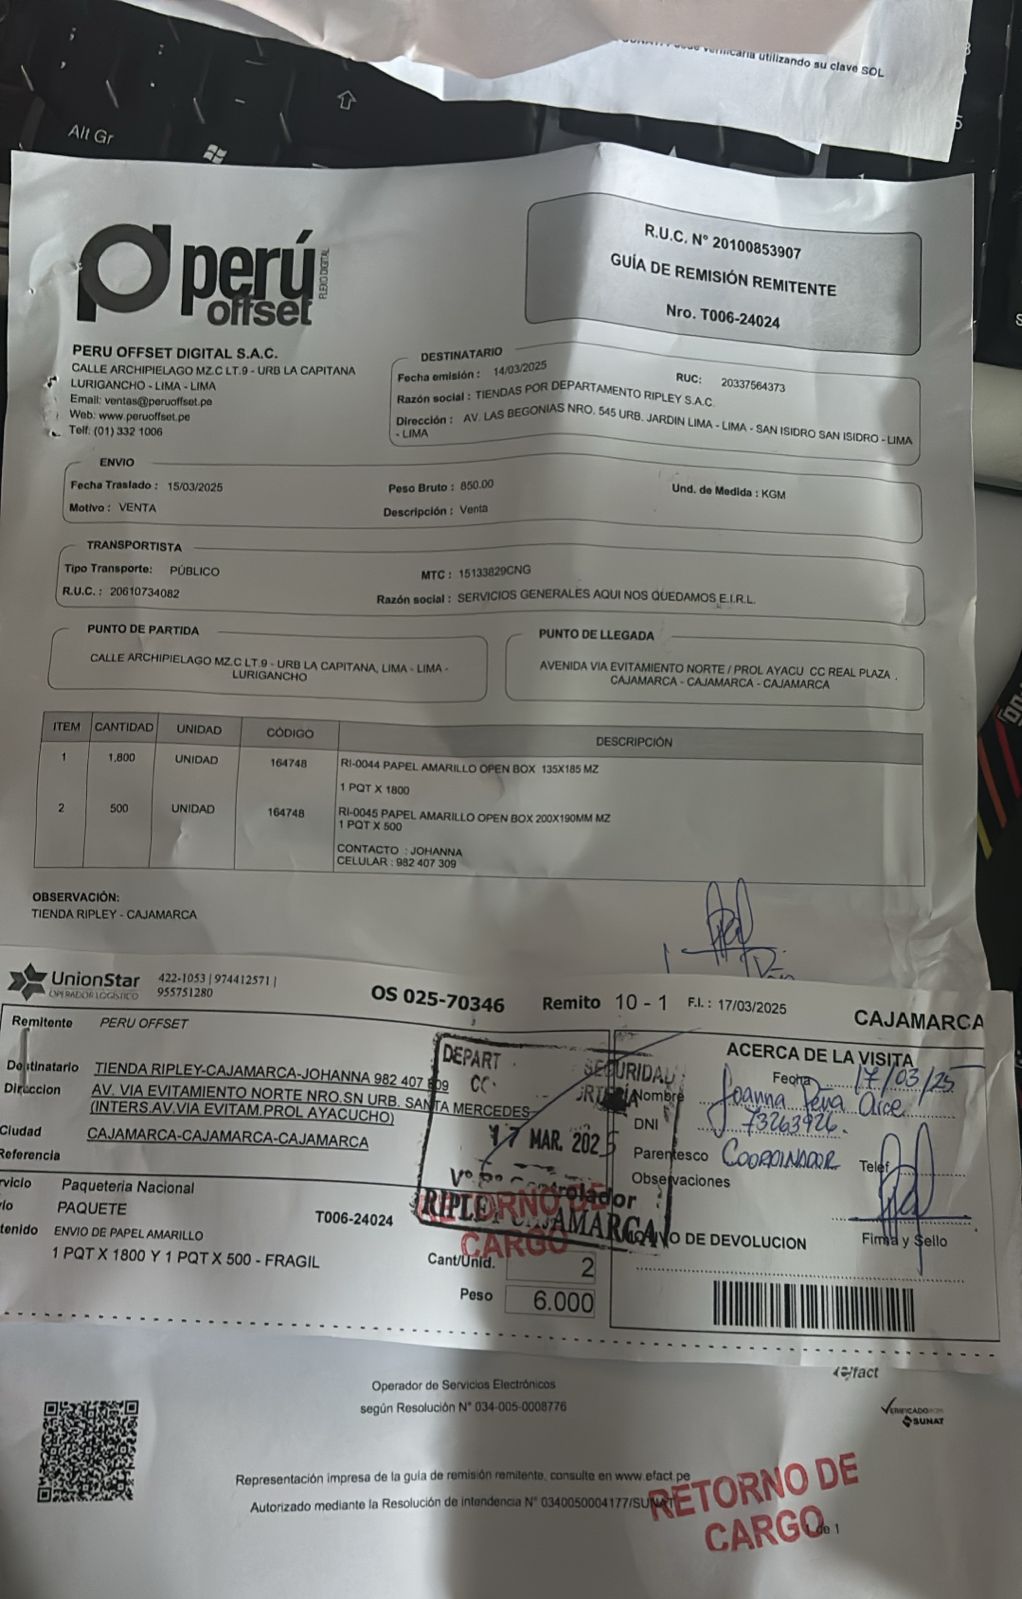 verificarla utilizando su clave SOL
Alt Gr
perú
offset
FLEXO DIGITAL
R.U.C. N° 20100853907
GUÍA DE REMISIÓN REMITENTE
Nro. T006-24024
PERU OFFSET DIGITAL S.A.C.
CALLE ARCHIPIELAGO MZ.C LT.9 - URB LA CAPITANA
LURIGANCHO - LIMA - LIMA
Email: ventas@peruoffset.pe
Web: www.peruoffset.pe
Telf: (01) 332 1006
DESTINATARIO
Fecha emisión : 14/03/2025 RUC: 20337564373
Razón social : TIENDAS POR DEPARTAMENTO RIPLEY S.A.C.
Dirección : AV. LAS BEGONIAS NRO. 545 URB. JARDIN LIMA - LIMA - SAN ISIDRO SAN ISIDRO - LIMA
- LIMA
ENVIO
Fecha Traslado : 15/03/2025 Peso Bruto : 850.00 Und. de Medida : KGM
Motivo : VENTA Descripción : Venta
TRANSPORTISTA
Tipo Transporte: PÚBLICO MTC : 15133829CNG
R.U.C. : 20610734082 Razón social : SERVICIOS GENERALES AQUI NOS QUEDAMOS E.I.R.L.
PUNTO DE PARTIDA
CALLE ARCHIPIELAGO MZ.C LT.9 - URB LA CAPITANA, LIMA - LIMA -
LURIGANCHO
PUNTO DE LLEGADA
AVENIDA VIA EVITAMIENTO NORTE / PROL AYACU CC REAL PLAZA .
CAJAMARCA - CAJAMARCA - CAJAMARCA
ITEM CANTIDAD UNIDAD CÓDIGO DESCRIPCIÓN
1 1,800 UNIDAD 164748 RI-0044 PAPEL AMARILLO OPEN BOX 135X185 MZ
1 PQT X 1800
2 500 UNIDAD 164748 RI-0045 PAPEL AMARILLO OPEN BOX 200X190MM MZ
1 PQT X 500
CONTACTO : JOHANNA
CELULAR : 982 407 309
OBSERVACIÓN:
TIENDA RIPLEY - CAJAMARCA
UnionStar
OPERADOR LOGÍSTICO
422-1053 | 974412571 |
955751280
OS 025-70346 Remito 10 - 1 F.I. : 17/03/2025 CAJAMARCA
Remitente PERU OFFSET
Destinatario TIENDA RIPLEY-CAJAMARCA-JOHANNA 982 407 309
Direccion AV. VIA EVITAMIENTO NORTE NRO.SN URB. SANTA MERCEDES
(INTERS.AV.VIA EVITAM.PROL AYACUCHO)
Ciudad CAJAMARCA-CAJAMARCA-CAJAMARCA
Referencia
rvicio Paqueteria Nacional
PAQUETE T006-24024
tenido ENVIO DE PAPEL AMARILLO
1 PQT X 1800 Y 1 PQT X 500 - FRAGIL
Cant/Unid. 2
Peso 6.000
DEPART SEGURIDAD
CC.
17 MAR. 2025
V° B° Controlador
RIPLEY CAJAMARCA
RETORNO DE
CARGO
ACERCA DE LA VISITA
Fecha 17/03/25
Nombre Joanna Peña Arce
DNI 73263926.
Parentesco COORDINADOR Telef
Observaciones
DE DEVOLUCION
Firma y Sello
efact
Operador de Servicios Electrónicos
según Resolución N° 034-005-0008776
VERIFICADO POR
SUNAT
Representación impresa de la guía de remisión remitente, consulte en www.efact.pe
Autorizado mediante la Resolución de intendencia N° 0340050004177/SUNAT
RETORNO DE
CARGO
1 de 1